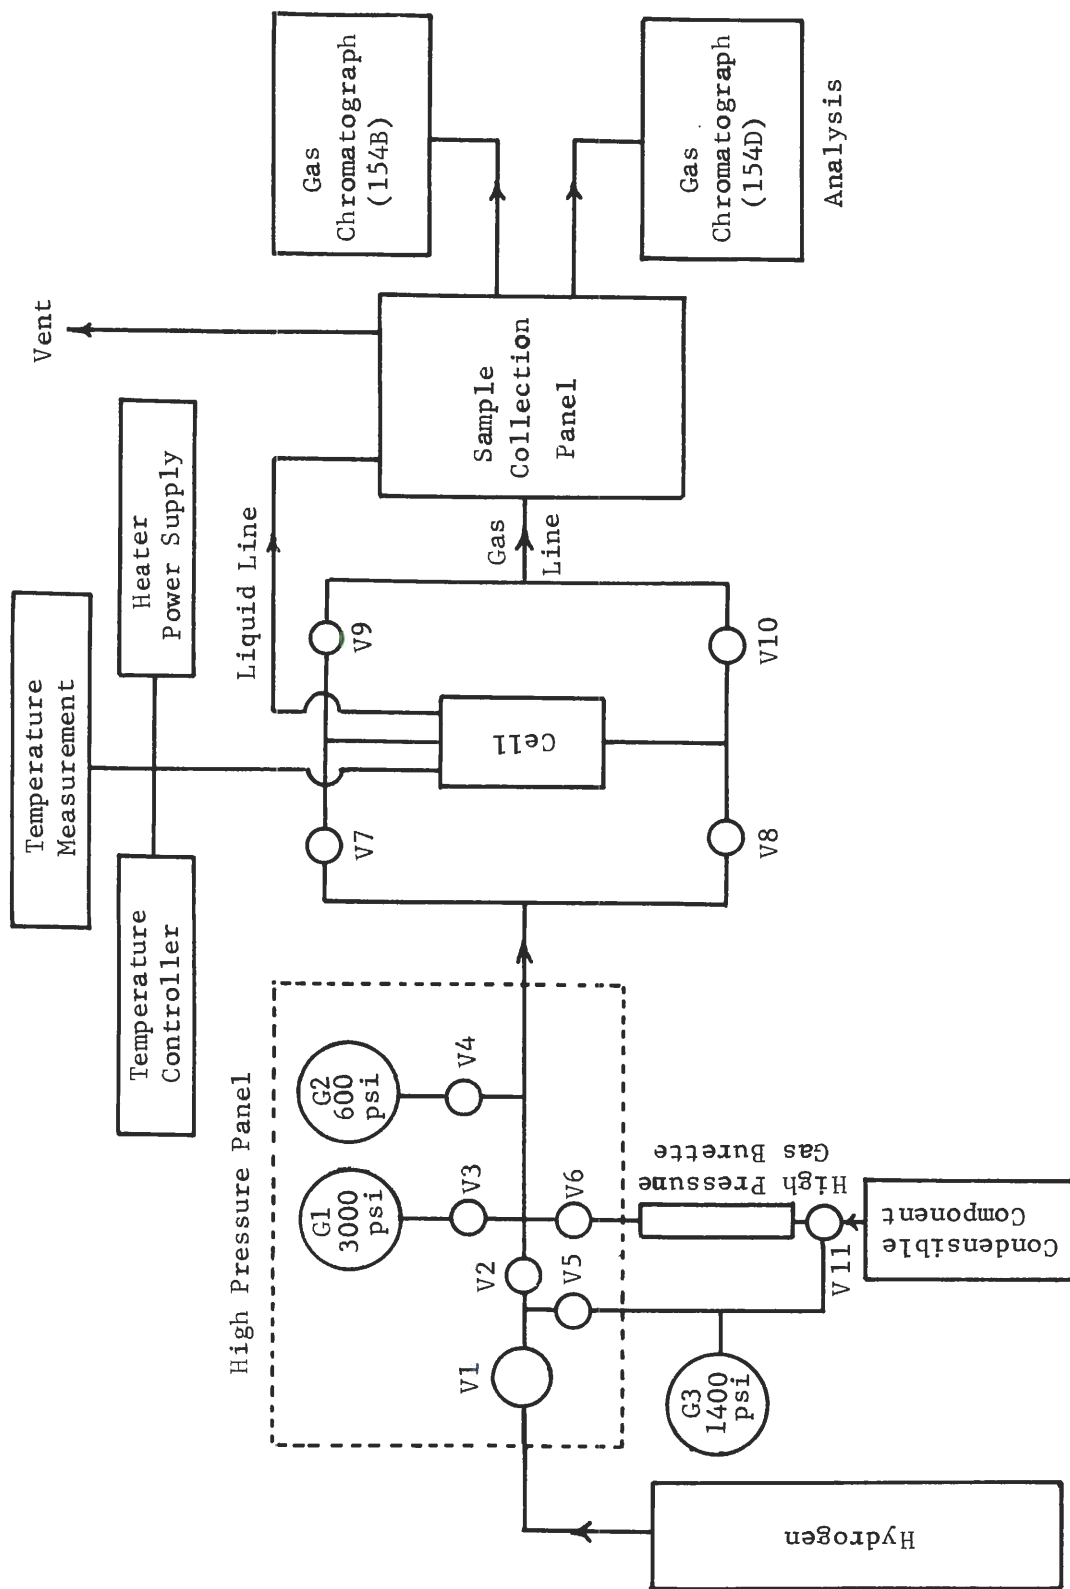 Temperature
Measurement
Temperature
Controller
Heater
Power Supply
Vent
High Pressure Panel
Liquid Line
Gas
Line
G1
3000
psi
G2
600
psi
V3
V4
V1
V2
V5
V6
V7
V9
Cell
V8
V10
Sample
Collection
Panel
Gas
Chromatograph
(154B)
Gas
Chromatograph
(154D)
Analysis
Hydrogen
G3
1400
psi
High Pressure
Gas Burette
V11
Condensible
Component